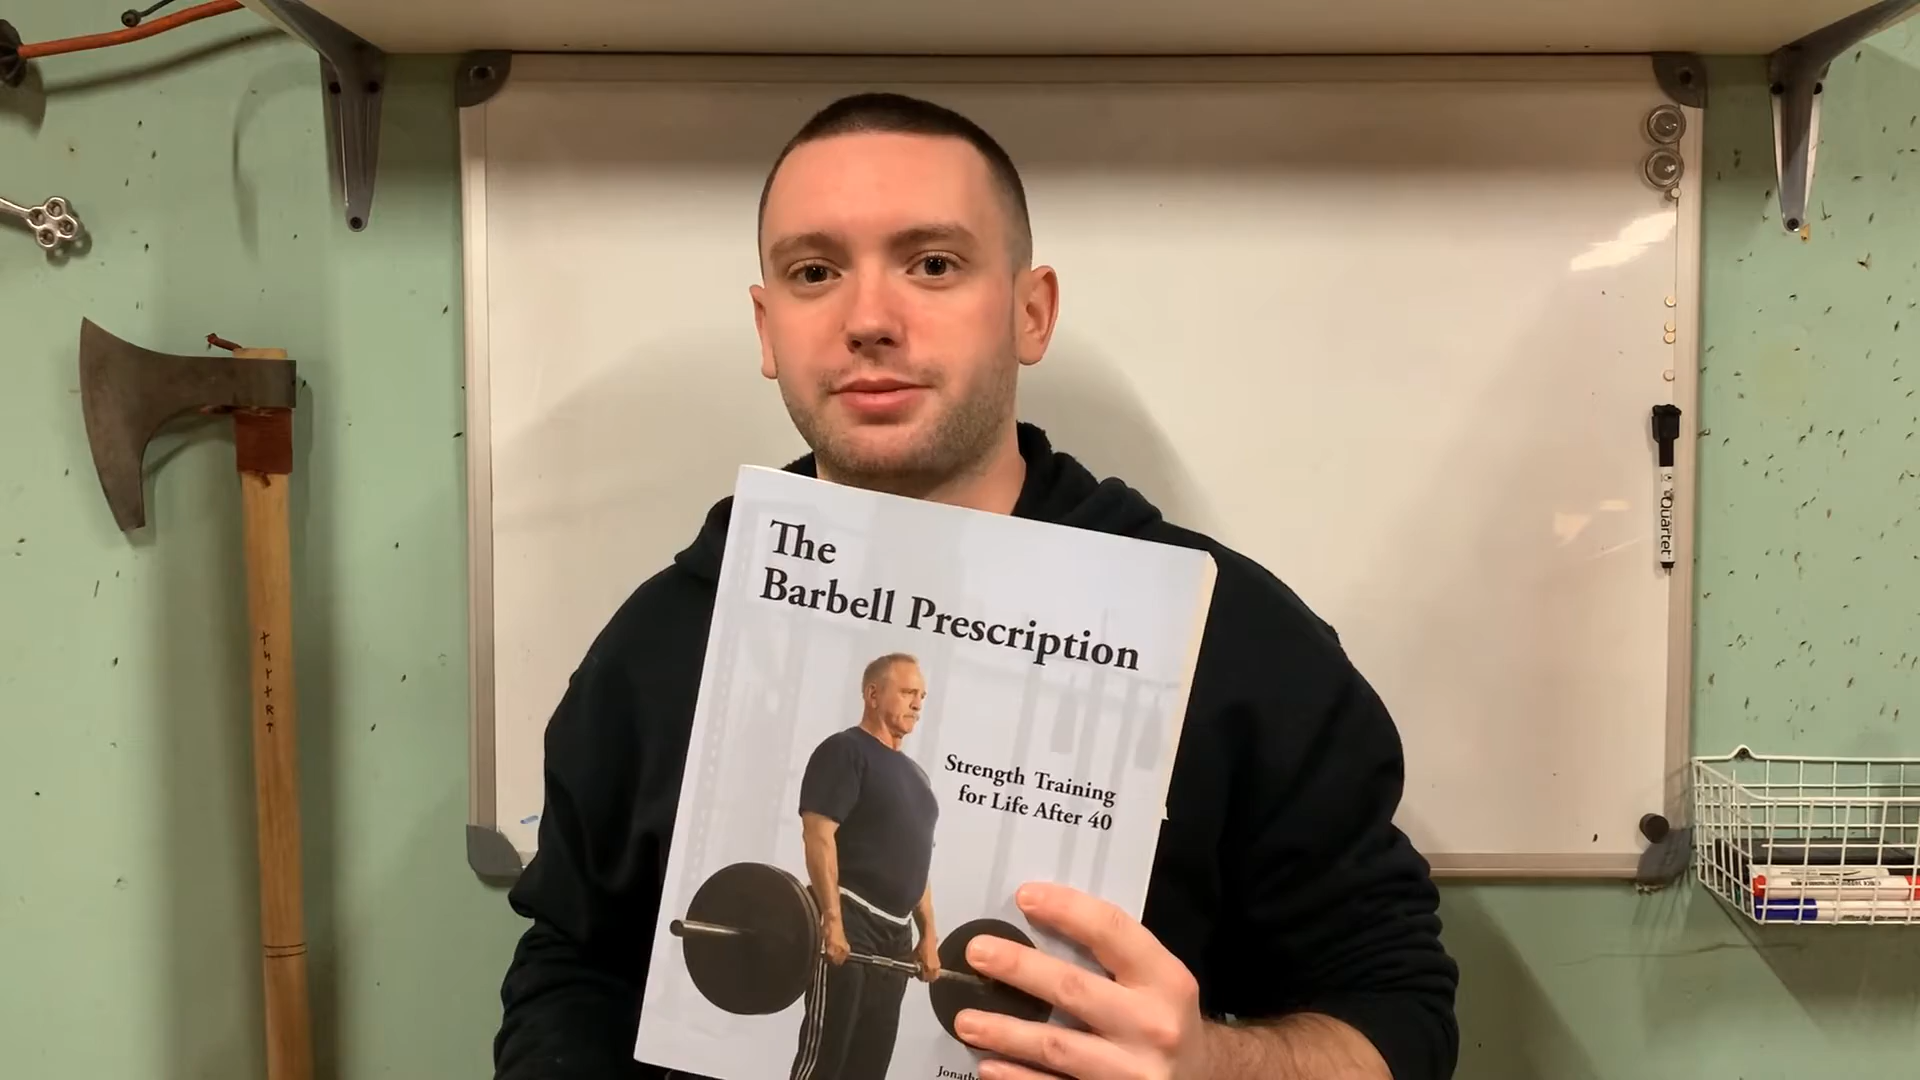 The
Barbell Prescription
Strength Training
for Life After 40
Quartet